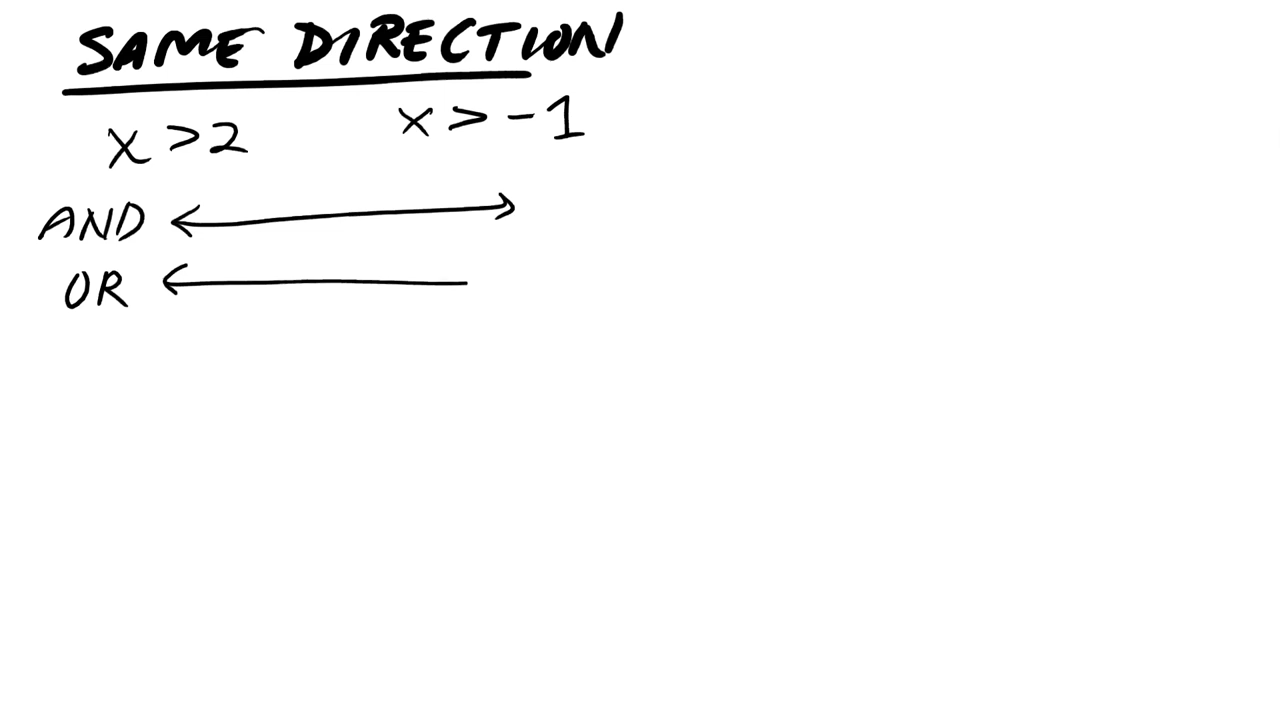 SAME DIRECTION
x > 2 x > -1
AND
OR